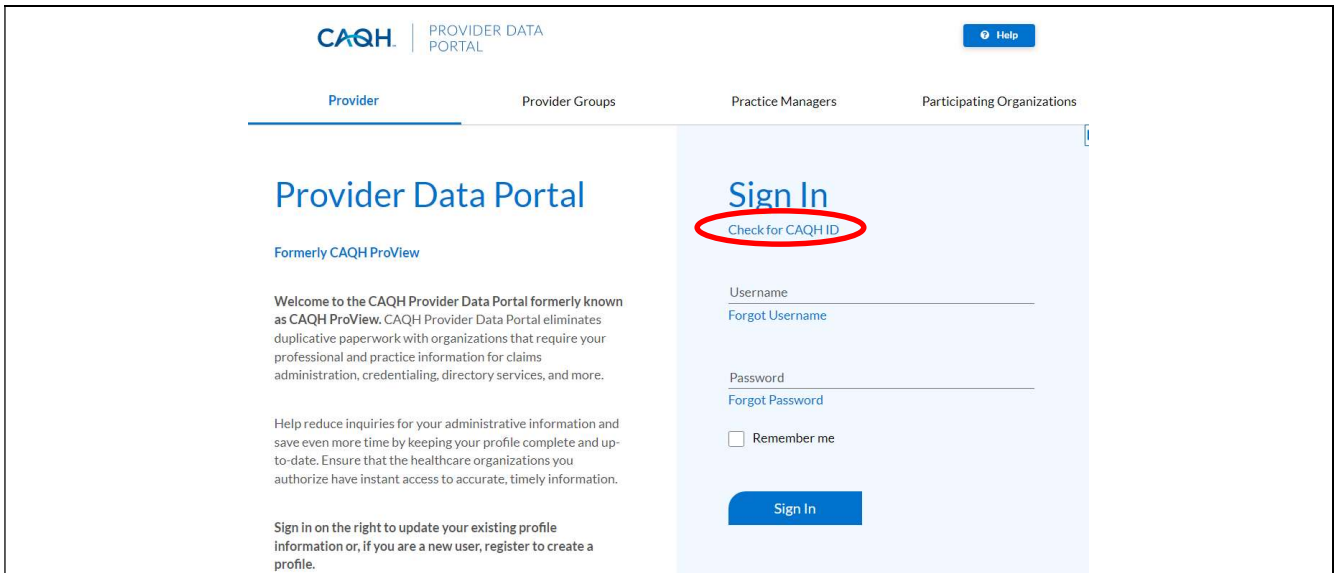 CAQH.
PROVIDER DATA
PORTAL
Help
Provider
Provider Groups
Practice Managers
Participating Organizations
Provider Data Portal
Formerly CAQH ProView
Welcome to the CAQH Provider Data Portal formerly known
as CAQH ProView. CAQH Provider Data Portal eliminates
duplicative paperwork with organizations that require your
professional and practice information for claims
administration, credentialing, directory services, and more.
Help reduce inquiries for your administrative information and
save even more time by keeping your profile complete and up-
to-date. Ensure that the healthcare organizations you
authorize have instant access to accurate, timely information.
Sign in on the right to update your existing profile
information or, if you are a new user, register to create a
profile.
Sign In
Check for CAQH ID
Username
Forgot Username
Password
Forgot Password
Remember me
Sign In